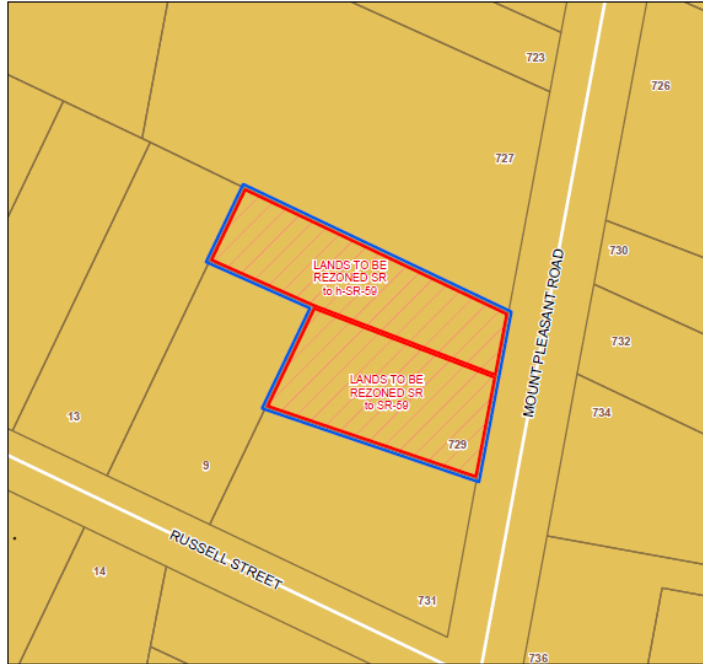 723
726
727
730
LANDS TO BE
REZONED SR
to h-SR-59
MOUNT PLEASANT ROAD
732
LANDS TO BE
REZONED SR
to SR-59
734
13
729
9
RUSSELL STREET
14
731
736